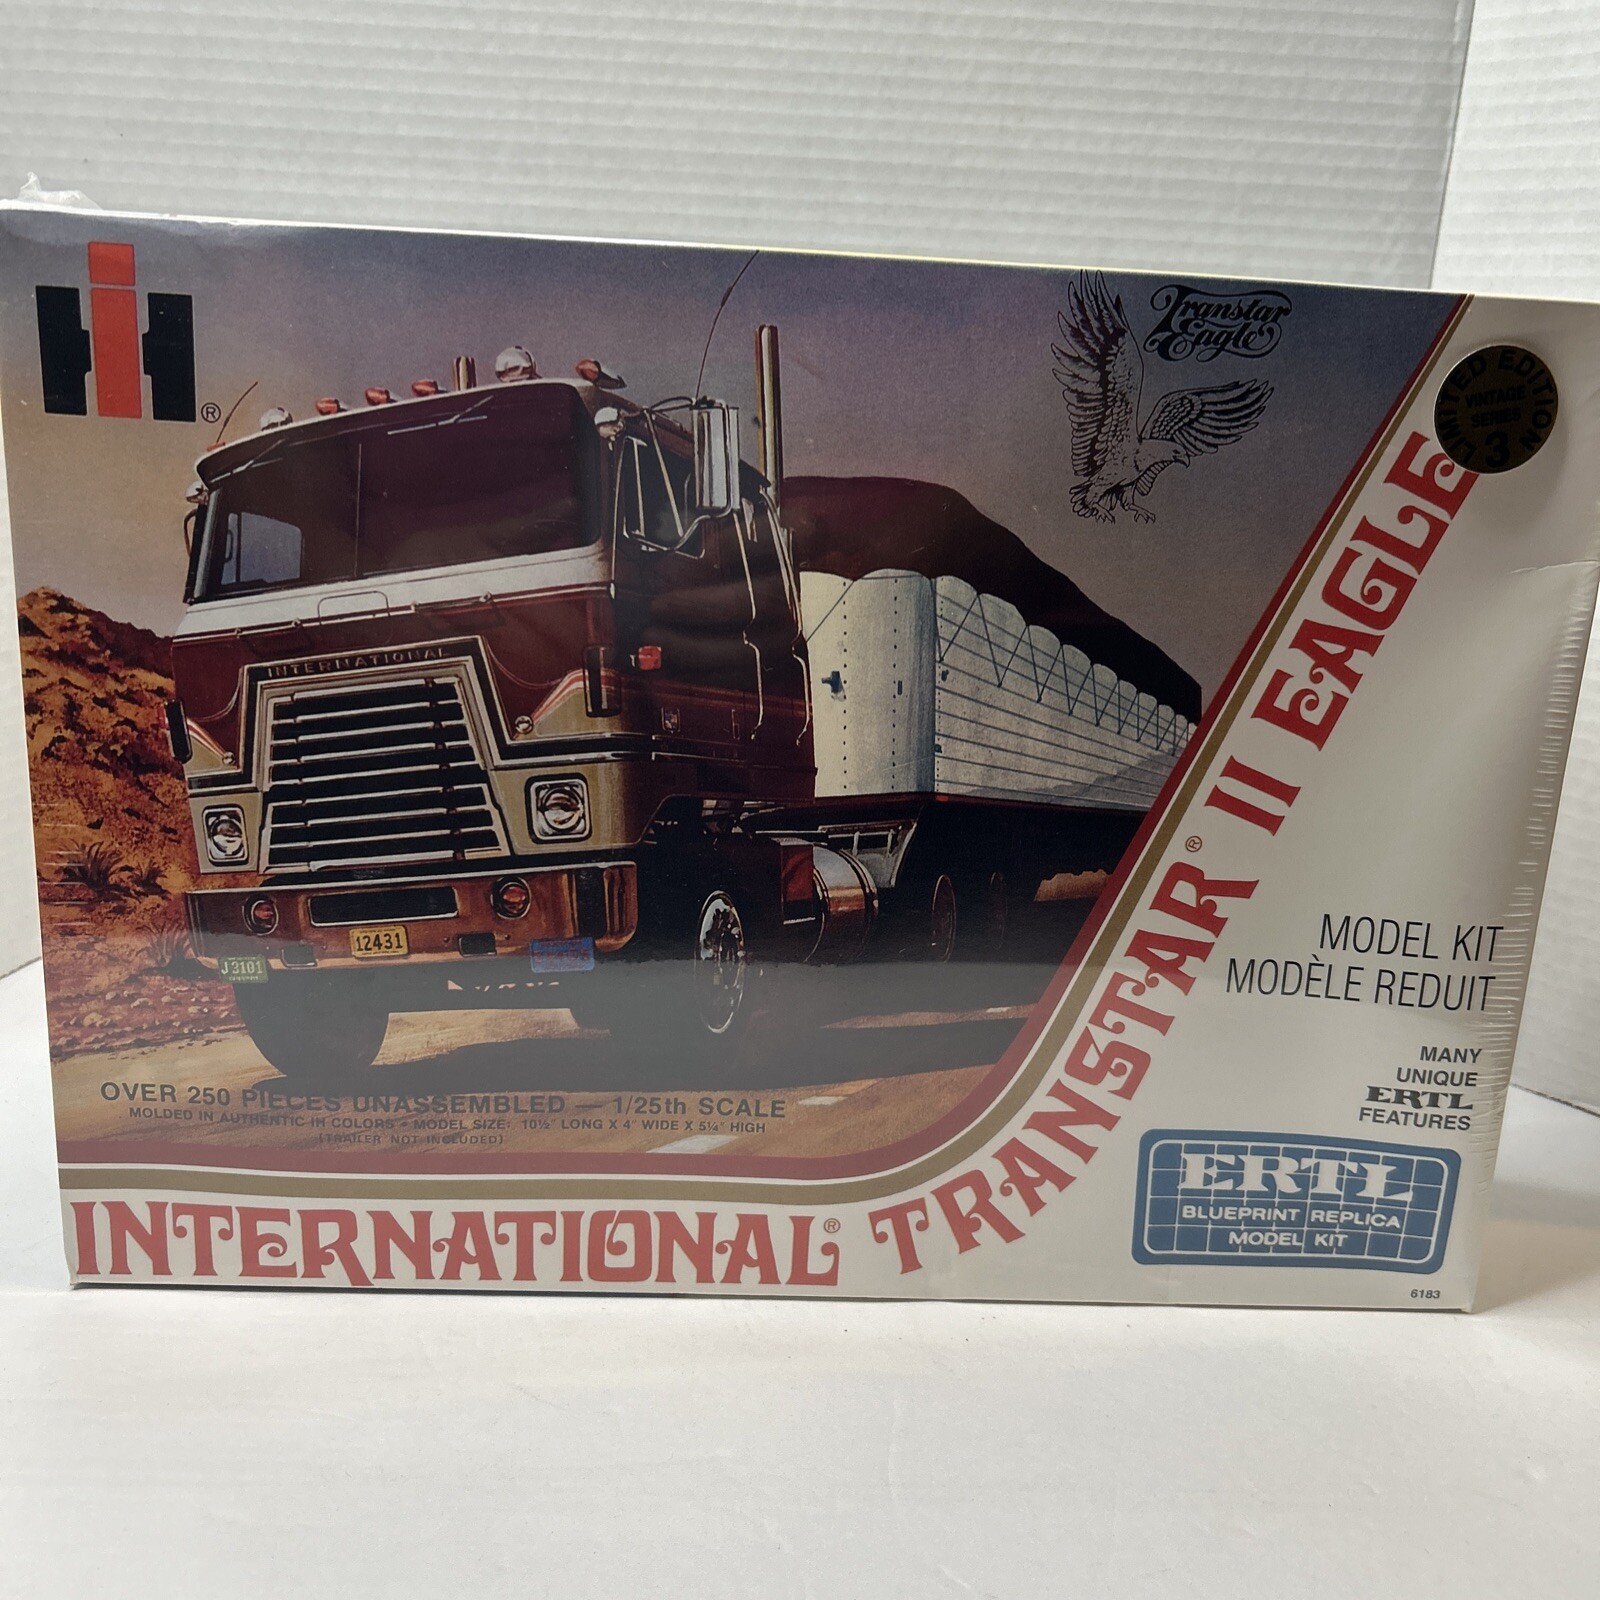 IH®
Transtar
Eagle
LIMITED EDITION
VINTAGE
SERIES
3
INTERNATIONAL
12431
J 3101
OVER 250 PIECES UNASSEMBLED — 1/25th SCALE
MOLDED IN AUTHENTIC IH COLORS • MODEL SIZE: 10½" LONG X 4" WIDE X 5¼" HIGH
(TRAILER NOT INCLUDED)
INTERNATIONAL® TRANSTAR® II EAGLE
MODEL KIT
MODÈLE REDUIT
MANY
UNIQUE
ERTL
FEATURES
ERTL
BLUEPRINT REPLICA
MODEL KIT
6183